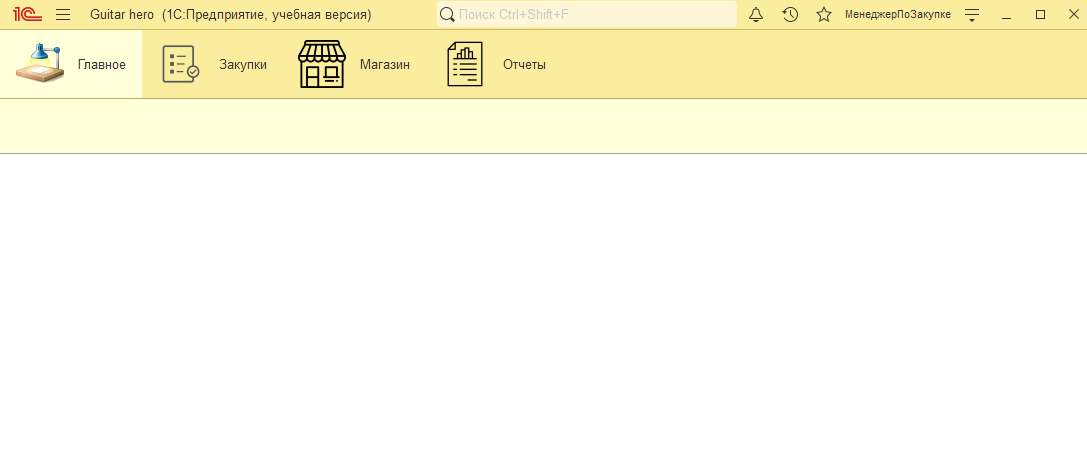 1С Guitar hero (1С:Предприятие, учебная версия) Поиск Ctrl+Shift+F МенеджерПоЗакупке
Главное Закупки Магазин Отчеты